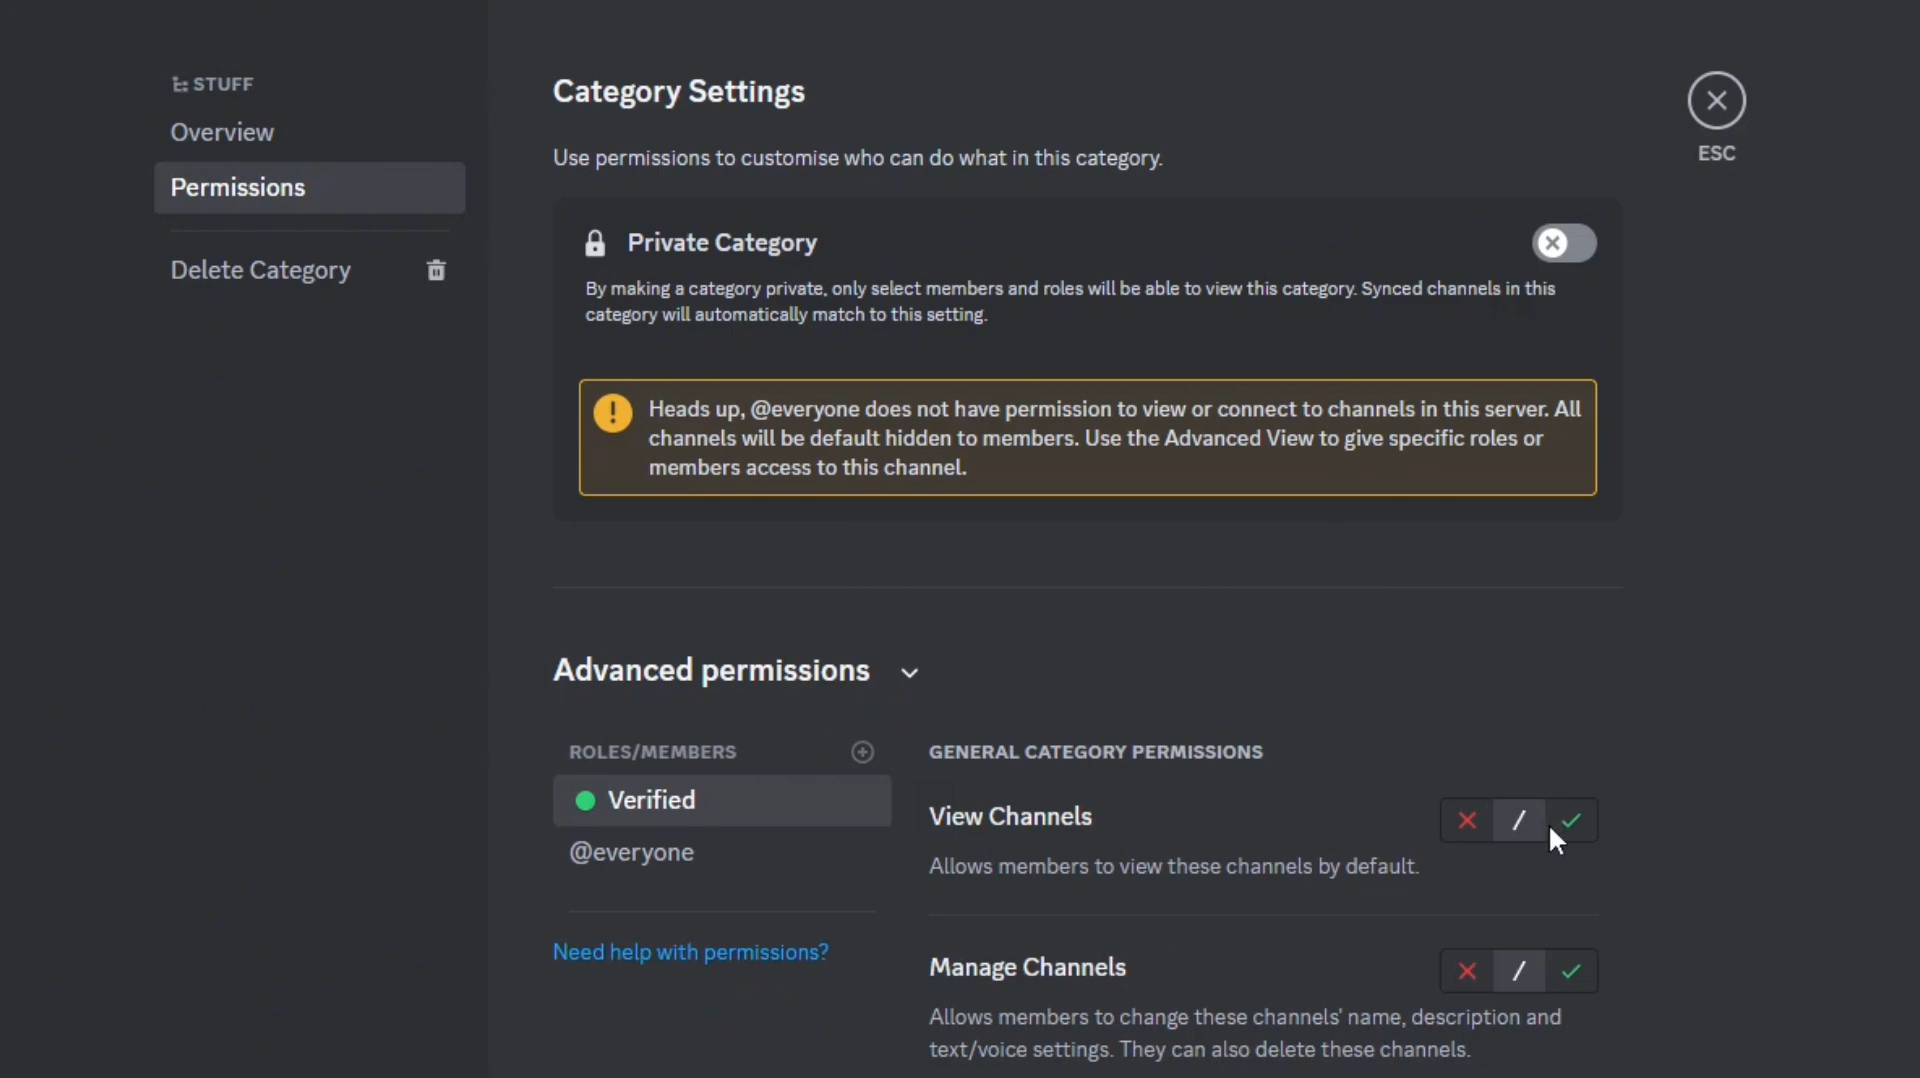 STUFF
Overview
Permissions
Delete Category
Category Settings
Use permissions to customise who can do what in this category.
ESC
Private Category
By making a category private, only select members and roles will be able to view this category. Synced channels in this
category will automatically match to this setting.
Heads up, @everyone does not have permission to view or connect to channels in this server. All
channels will be default hidden to members. Use the Advanced View to give specific roles or
members access to this channel.
Advanced permissions
ROLES/MEMBERS
Verified
@everyone
Need help with permissions?
GENERAL CATEGORY PERMISSIONS
View Channels
Allows members to view these channels by default.
Manage Channels
Allows members to change these channels' name, description and
text/voice settings. They can also delete these channels.